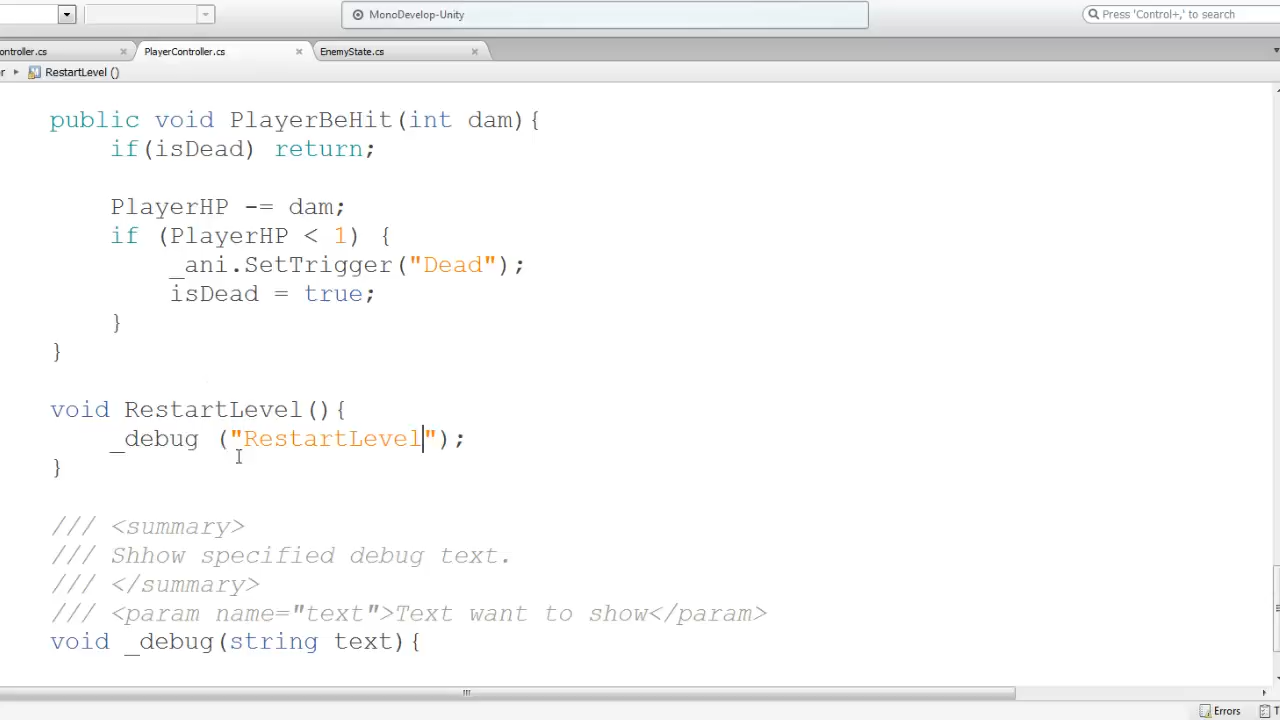 MonoDevelop-Unity
Press 'Control+,' to search
ontroller.cs
PlayerController.cs
EnemyState.cs
r
RestartLevel ()
public void PlayerBeHit(int dam){
if(isDead) return;
PlayerHP -= dam;
if (PlayerHP < 1) {
_ani.SetTrigger("Dead");
isDead = true;
}
}
void RestartLevel(){
_debug ("RestartLevel");
}
/// <summary>
/// Shhow specified debug text.
/// </summary>
/// <param name="text">Text want to show</param>
void _debug(string text){
Errors
T